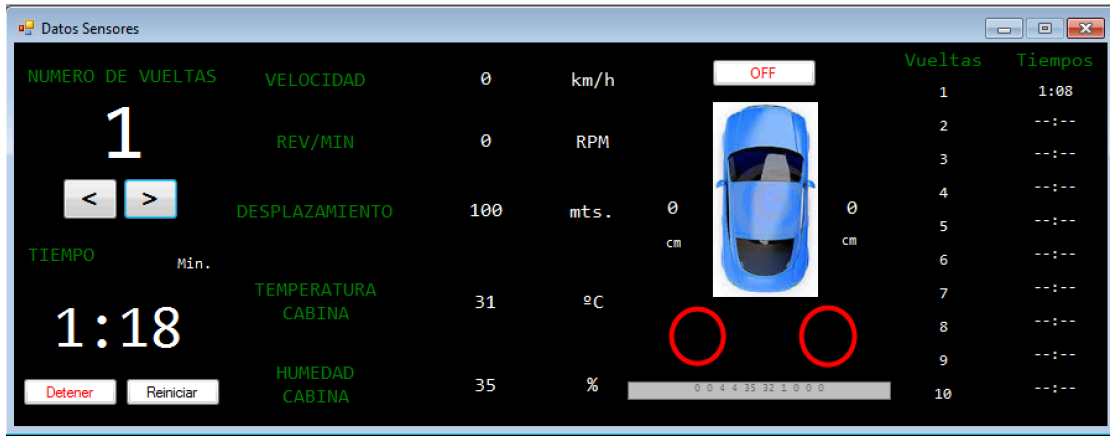 Datos Sensores
NUMERO DE VUELTAS
1
< >
TIEMPO
Min.
1:18
Detener Reiniciar
VELOCIDAD 0 km/h
REV/MIN 0 RPM
DESPLAZAMIENTO 100 mts.
TEMPERATURA
CABINA
31 ºC
HUMEDAD
CABINA
35 %
OFF
0 0
cm cm
0 0 4 4 35 32 1 0 0 0
Vueltas Tiempos
1 1:08
2 --:--
3 --:--
4 --:--
5 --:--
6 --:--
7 --:--
8 --:--
9 --:--
10 --:--